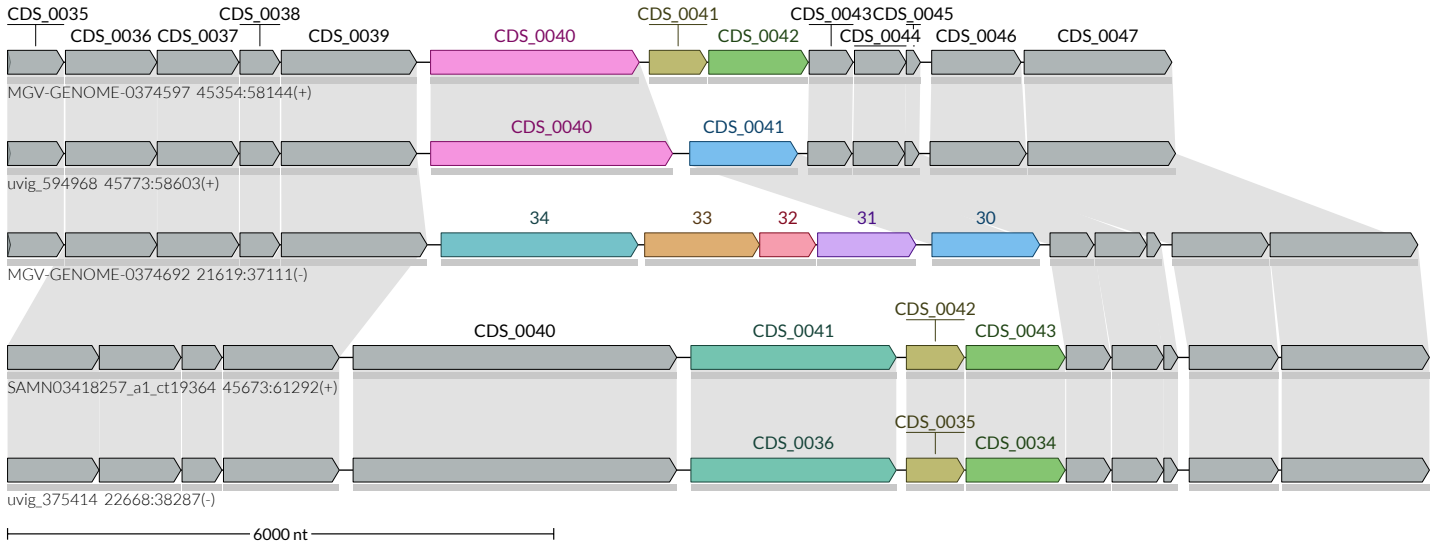 CDS_0035 CDS_0038 CDS_0041 CDS_0043 CDS_0045
CDS_0036 CDS_0037 CDS_0039 CDS_0040 CDS_0042 CDS_0044 CDS_0046 CDS_0047
MGV-GENOME-0374597 45354:58144(+)
CDS_0040 CDS_0041
uvig_594968 45773:58603(+)
34 33 32 31 30
MGV-GENOME-0374692 21619:37111(-)
CDS_0042
CDS_0040 CDS_0041 CDS_0043
SAMN03418257_a1_ct19364 45673:61292(+)
CDS_0035
CDS_0036 CDS_0034
uvig_375414 22668:38287(-)
6000 nt